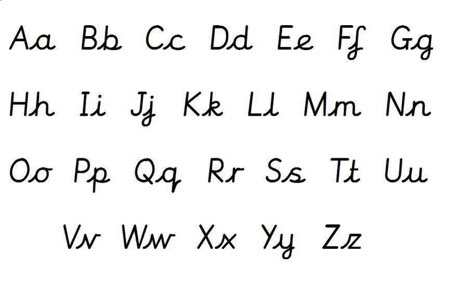 Aa Bb Cc Dd Ee Ff Gg
Hh Ii Jj Kk Ll Mm Nn
Oo Pp Qq Rr Ss Tt Uu
Vv Ww Xx Yy Zz